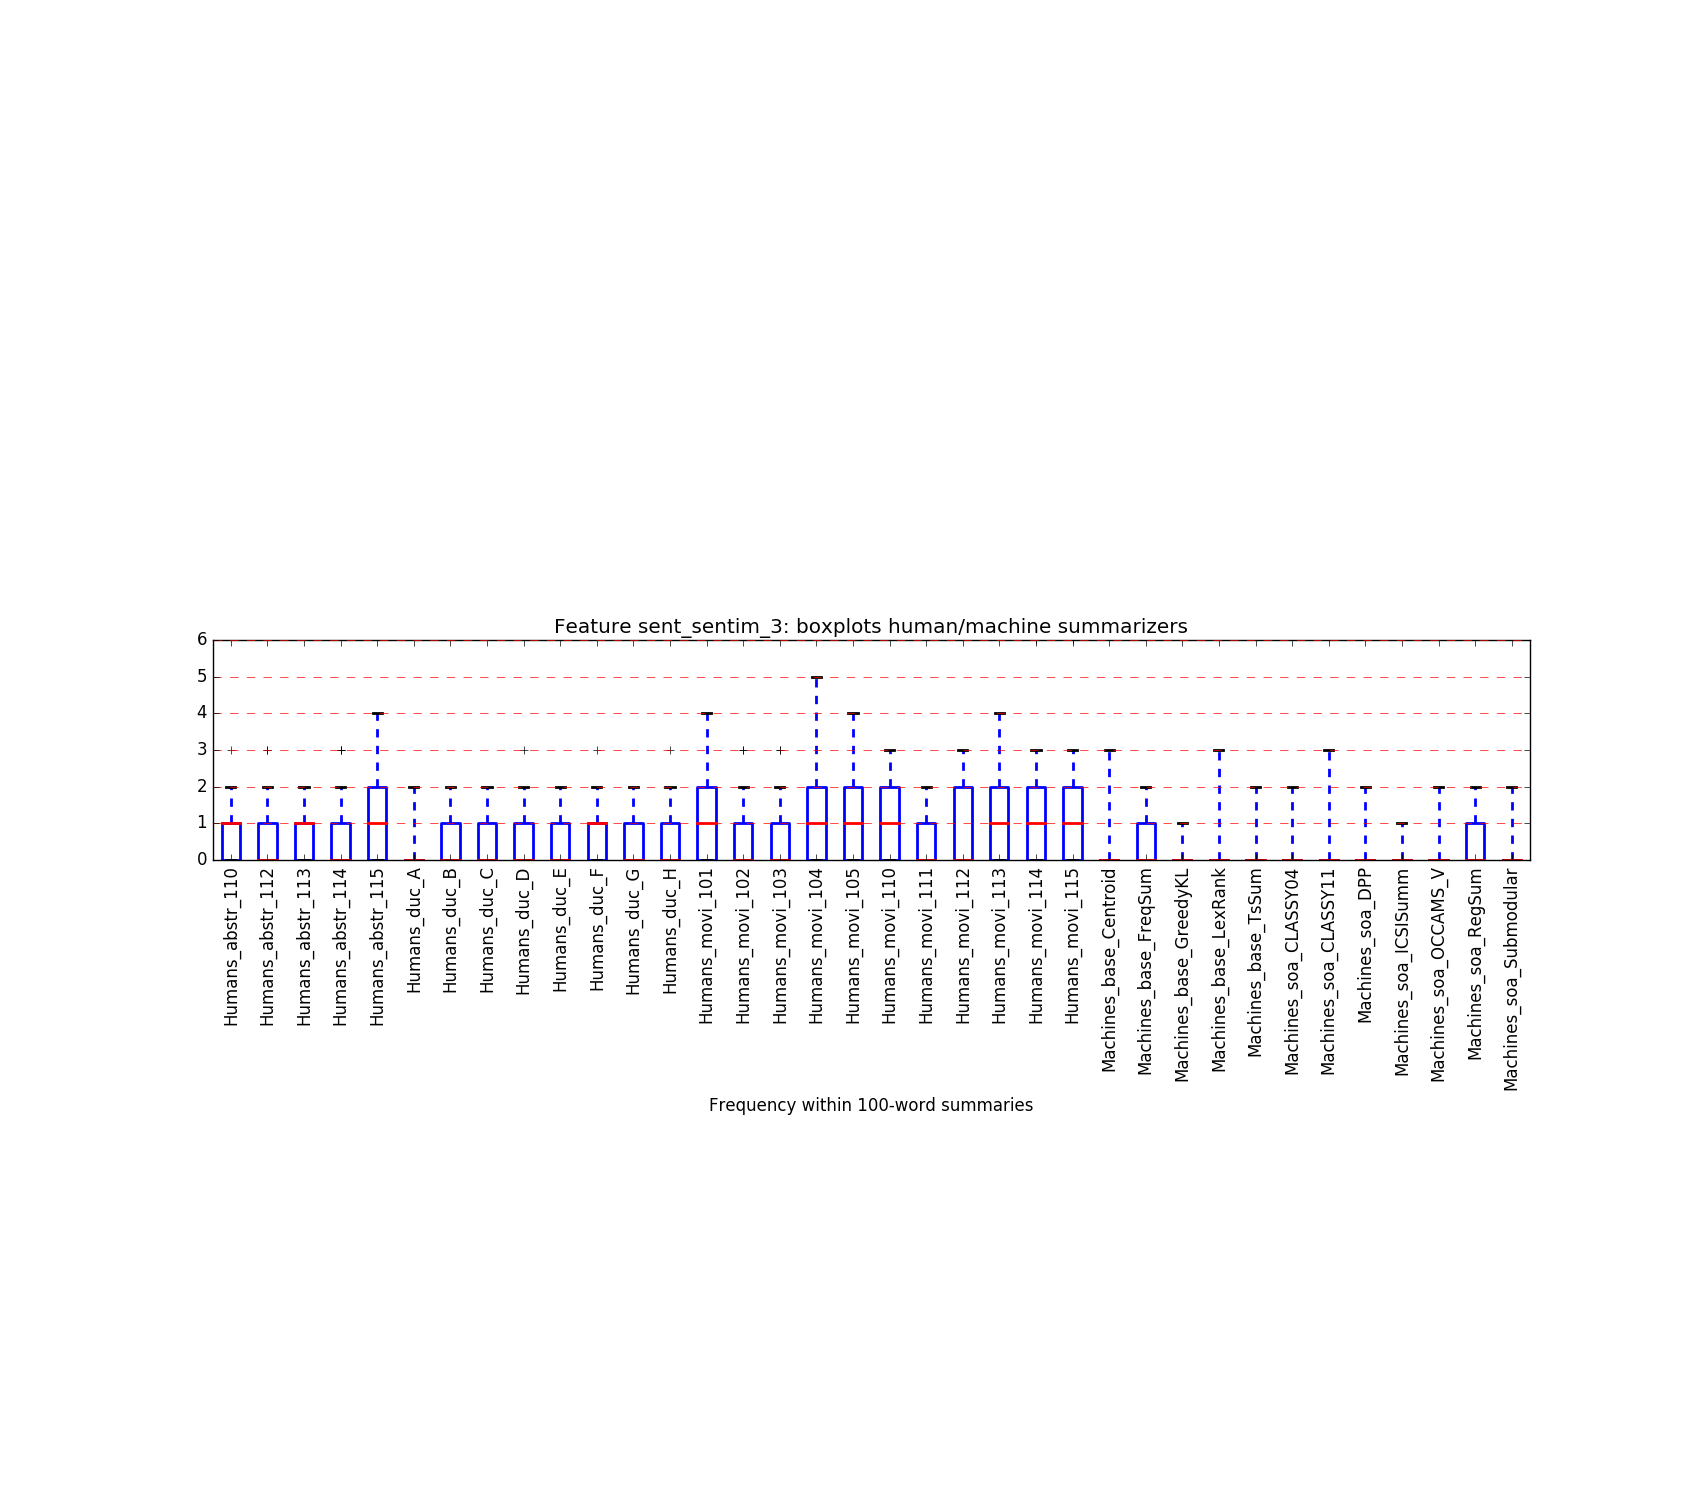 Feature sent_sentim_3: boxplots human/machine summarizers
6
5
4
3
2
1
0
Humans_abstr_110
Humans_abstr_112
Humans_abstr_113
Humans_abstr_114
Humans_abstr_115
Humans_duc_A
Humans_duc_B
Humans_duc_C
Humans_duc_D
Humans_duc_E
Humans_duc_F
Humans_duc_G
Humans_duc_H
Humans_movi_101
Humans_movi_102
Humans_movi_103
Humans_movi_104
Humans_movi_105
Humans_movi_110
Humans_movi_111
Humans_movi_112
Humans_movi_113
Humans_movi_114
Humans_movi_115
Machines_base_Centroid
Machines_base_FreqSum
Machines_base_GreedyKL
Machines_base_LexRank
Machines_base_TsSum
Machines_soa_CLASSY04
Machines_soa_CLASSY11
Machines_soa_DPP
Machines_soa_ICSISumm
Machines_soa_OCCAMS_V
Machines_soa_RegSum
Machines_soa_Submodular
Frequency within 100-word summaries